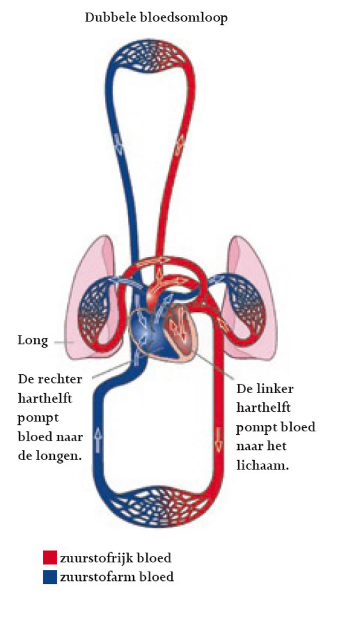 Dubbele bloedsomloop
Long
De rechter
harthelft
pompt
bloed naar
de longen.
De linker
harthelft
pompt bloed
naar het
lichaam.
zuurstofrijk bloed
zuurstofarm bloed